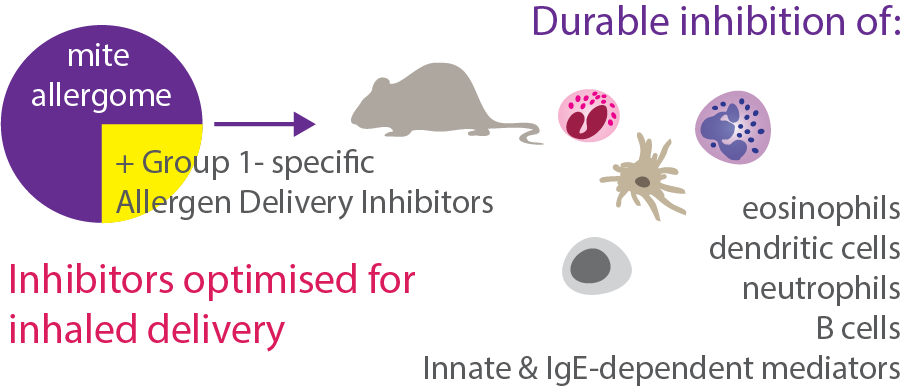 Durable inhibition of:
mite
allergome
+ Group 1- specific
Allergen Delivery Inhibitors
Inhibitors optimised for
inhaled delivery
eosinophils
dendritic cells
neutrophils
B cells
Innate & IgE-dependent mediators